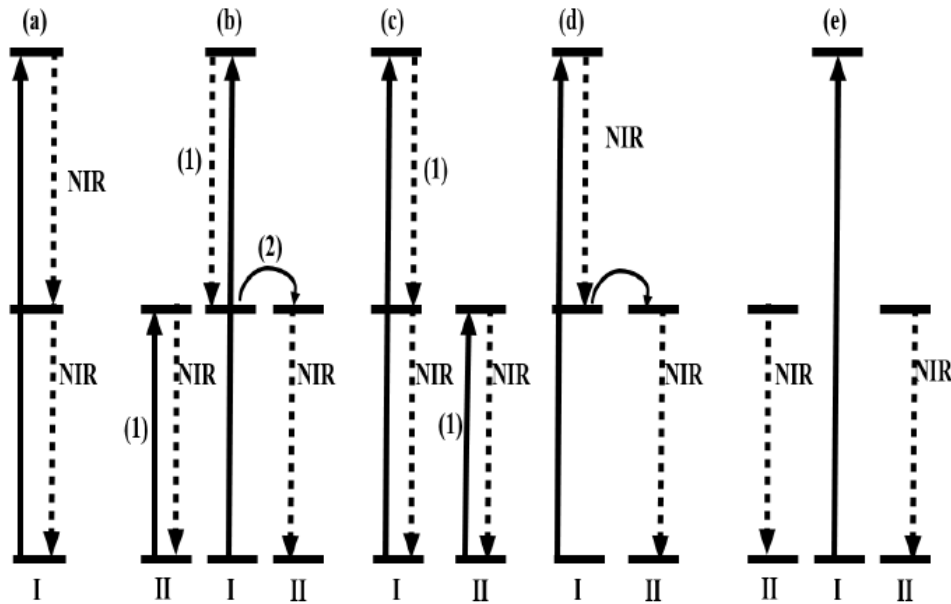 (a) (b) (c) (d) (e)
NIR
(1)
(2)
(1)
NIR
NIR
NIR
(1)
NIR
NIR
(1)
NIR
NIR
NIR
NIR
NIR
I II I II I II I II II I II